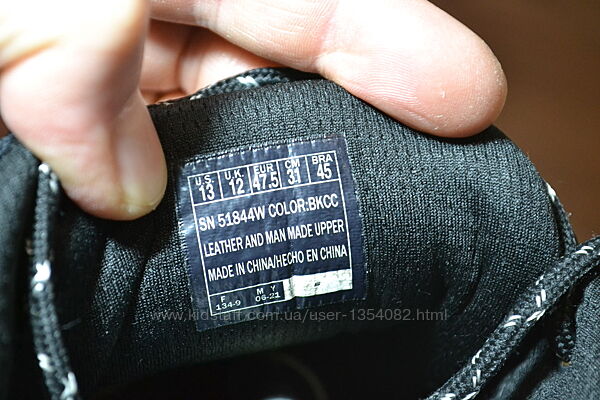 U.S. U.K. EUR CM BRA
13 12 47.5 31 45
SN 51844W COLOR:BKCC
LEATHER AND MAN MADE UPPER
MADE IN CHINA/HECHO EN CHINA
F M Y
134-9 06-21
www.kidstaff.com.ua/user-1354082.html